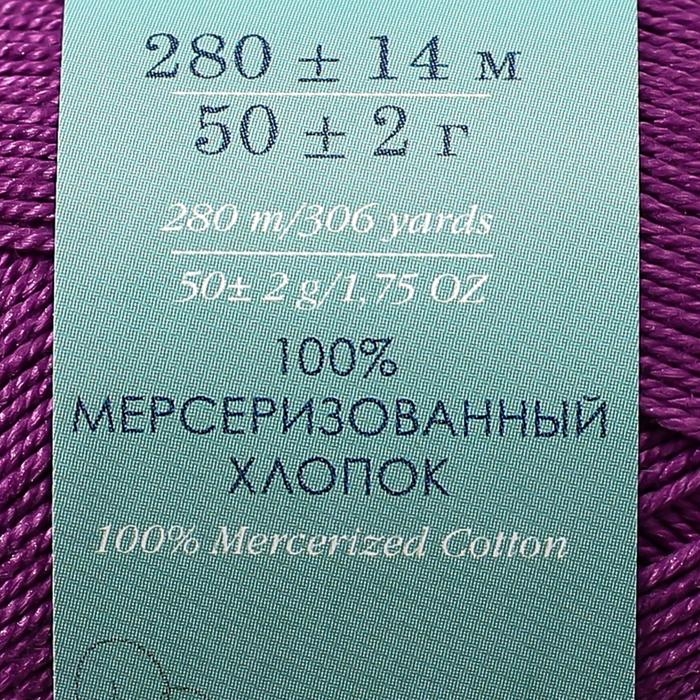 280 ± 14 м
50 ± 2 г
280 m/306 yards
50± 2 g/1,75 OZ
100%
МЕРСЕРИЗОВАННЫЙ
ХЛОПОК
100% Mercerized Cotton